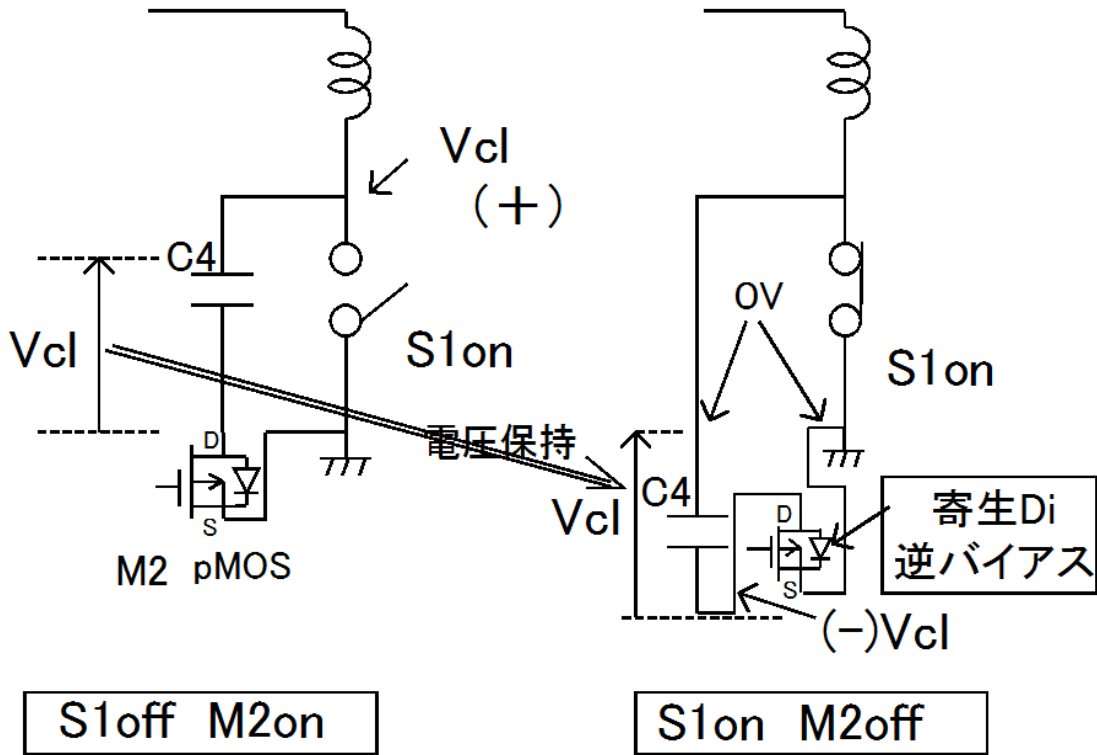 Vcl
(＋)
C4
Vcl
S1on
D
S
M2 pMOS
電圧保持
0V
S1on
C4
Vcl
D
S
寄生Di
逆バイアス
(-)Vcl
S1off M2on
S1on M2off